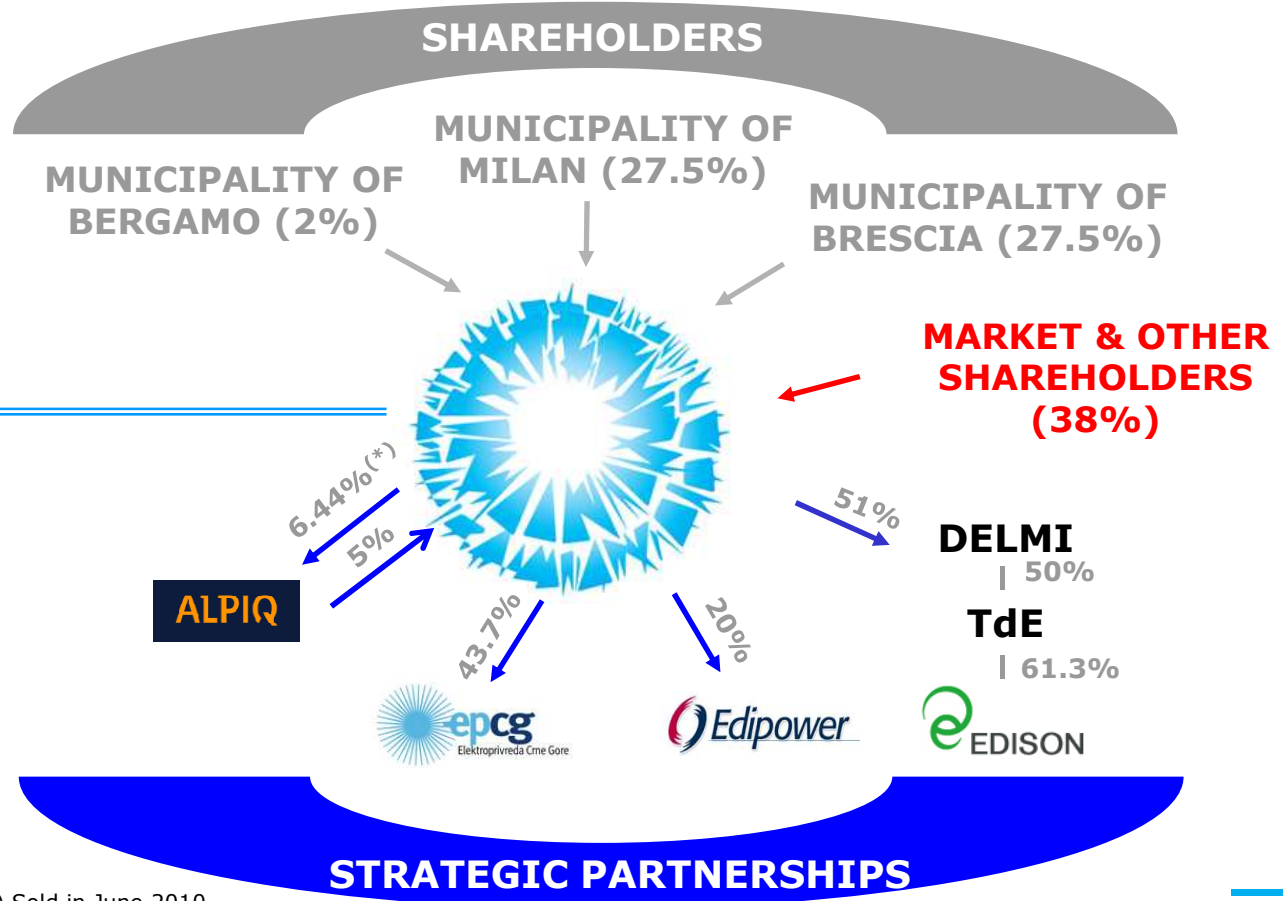 SHAREHOLDERS
MUNICIPALITY OF
MILAN (27.5%)
MUNICIPALITY OF
BERGAMO (2%)
MUNICIPALITY OF
BRESCIA (27.5%)
MARKET & OTHER
SHAREHOLDERS
(38%)
6.44%(*)
5%
ALPIQ
43.7%
20%
51%
DELMI
50%
TdE
61.3%
epcg
Elektroprivreda Crne Gore
Edipower
EDISON
STRATEGIC PARTNERSHIPS
) Sold in June 2010